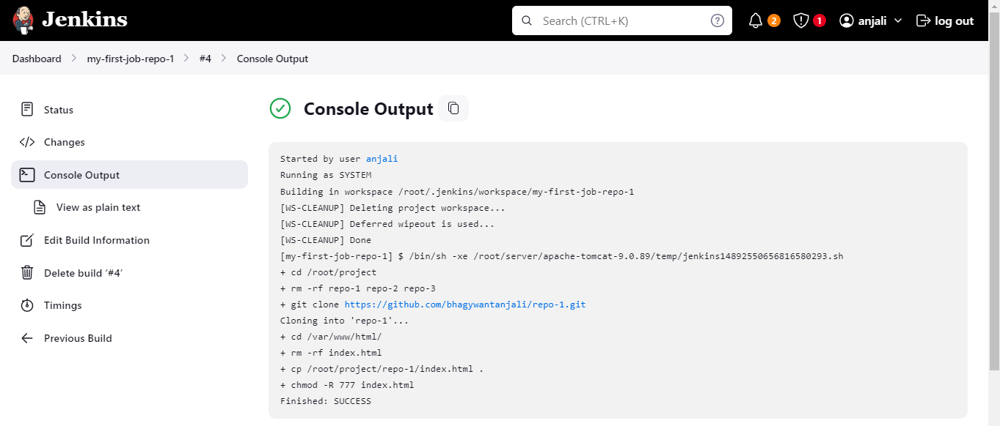 Jenkins
Search (CTRL+K)
2
1
anjali
log out
Dashboard > my-first-job-repo-1 > #4 > Console Output
Status
Changes
Console Output
View as plain text
Edit Build Information
Delete build ‘#4’
Timings
Previous Build
Console Output
Started by user anjali
Running as SYSTEM
Building in workspace /root/.jenkins/workspace/my-first-job-repo-1
[WS-CLEANUP] Deleting project workspace...
[WS-CLEANUP] Deferred wipeout is used...
[WS-CLEANUP] Done
[my-first-job-repo-1] $ /bin/sh -xe /root/server/apache-tomcat-9.0.89/temp/jenkins14892550656816580293.sh
+ cd /root/project
+ rm -rf repo-1 repo-2 repo-3
+ git clone https://github.com/bhagywantanjali/repo-1.git
Cloning into 'repo-1'...
+ cd /var/www/html/
+ rm -rf index.html
+ cp /root/project/repo-1/index.html .
+ chmod -R 777 index.html
Finished: SUCCESS